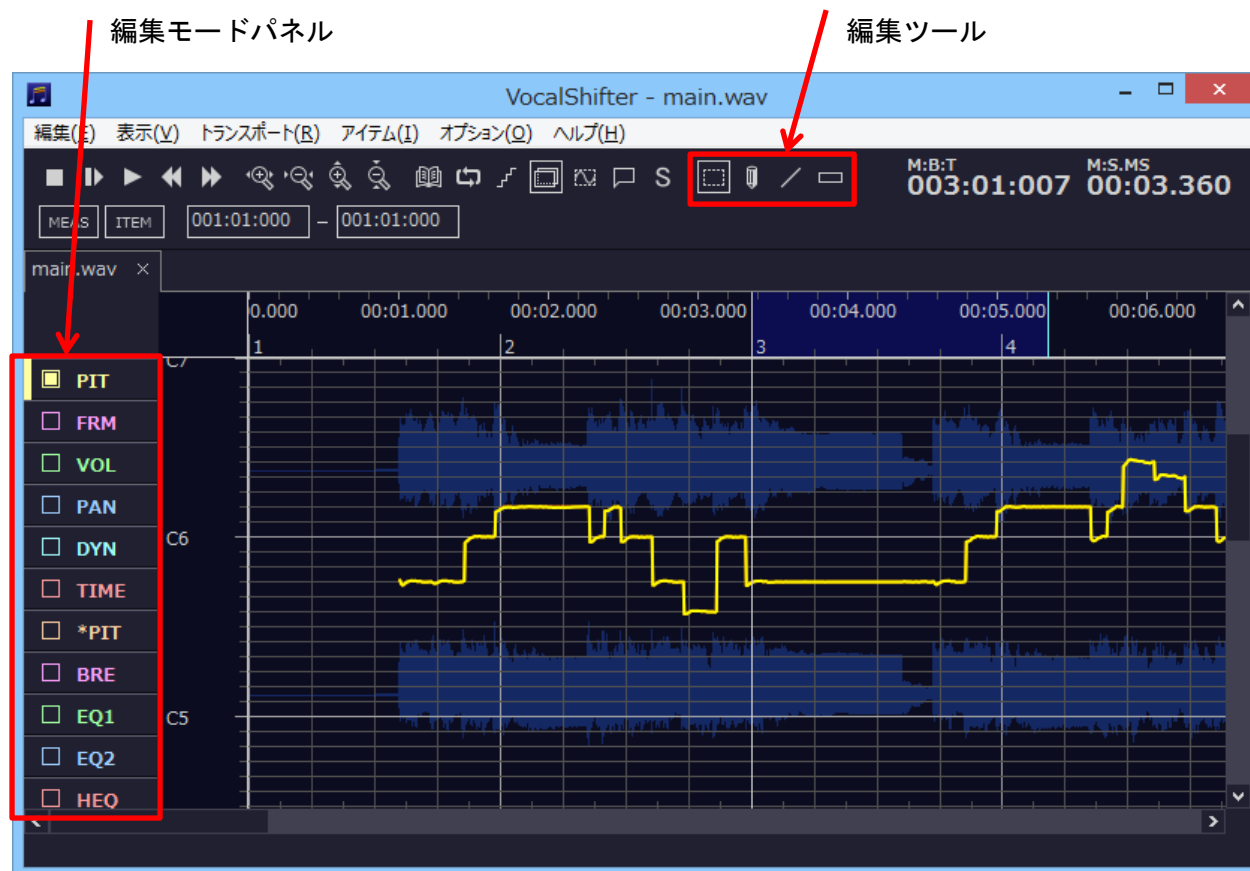 編集モードパネル
編集ツール
VocalShifter - main.wav
編集(E) 表示(V) トランスポート(R) アイテム(I) オプション(O) ヘルプ(H)
S
M:B:T
003:01:007
M:S.MS
00:03.360
MEAS ITEM 001:01:000 – 001:01:000
main.wav ×
0.000 00:01.000 00:02.000 00:03.000 00:04.000 00:05.000 00:06.000
1 2 3 4
C7
PIT
FRM
VOL
PAN
DYN
C6
TIME
*PIT
BRE
EQ1
C5
EQ2
HEQ